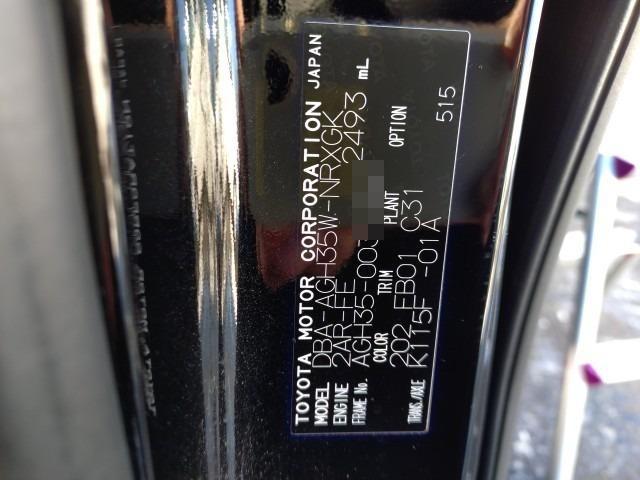 TOYOTA MOTOR CORPORATION JAPAN
MODEL DBA-AGH35W-NRXGK
ENGINE 2AR-FE 2493 mL
FRAME No. AGH35-003
COLOR TRIM PLANT OPTION
202 FB01 C31
TRANS./AXLE K115F -01A 515